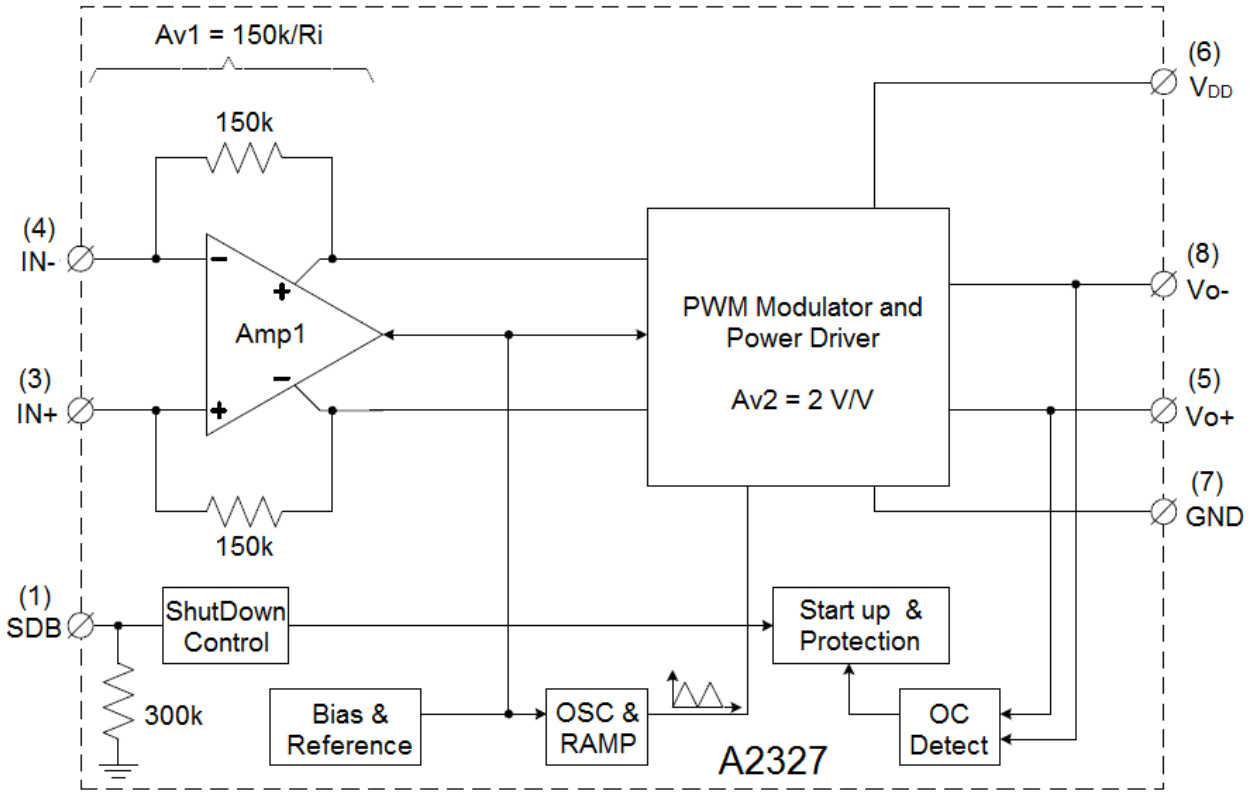 Av1 = 150k/Ri
(6)
VDD
150k
(4)
IN-
-
+
Amp1
-
+
(3)
IN+
150k
PWM Modulator and
Power Driver
Av2 = 2 V/V
(8)
Vo-
(5)
Vo+
(7)
GND
(1)
SDB
ShutDown
Control
300k
Start up &
Protection
Bias &
Reference
OSC &
RAMP
OC
Detect
A2327